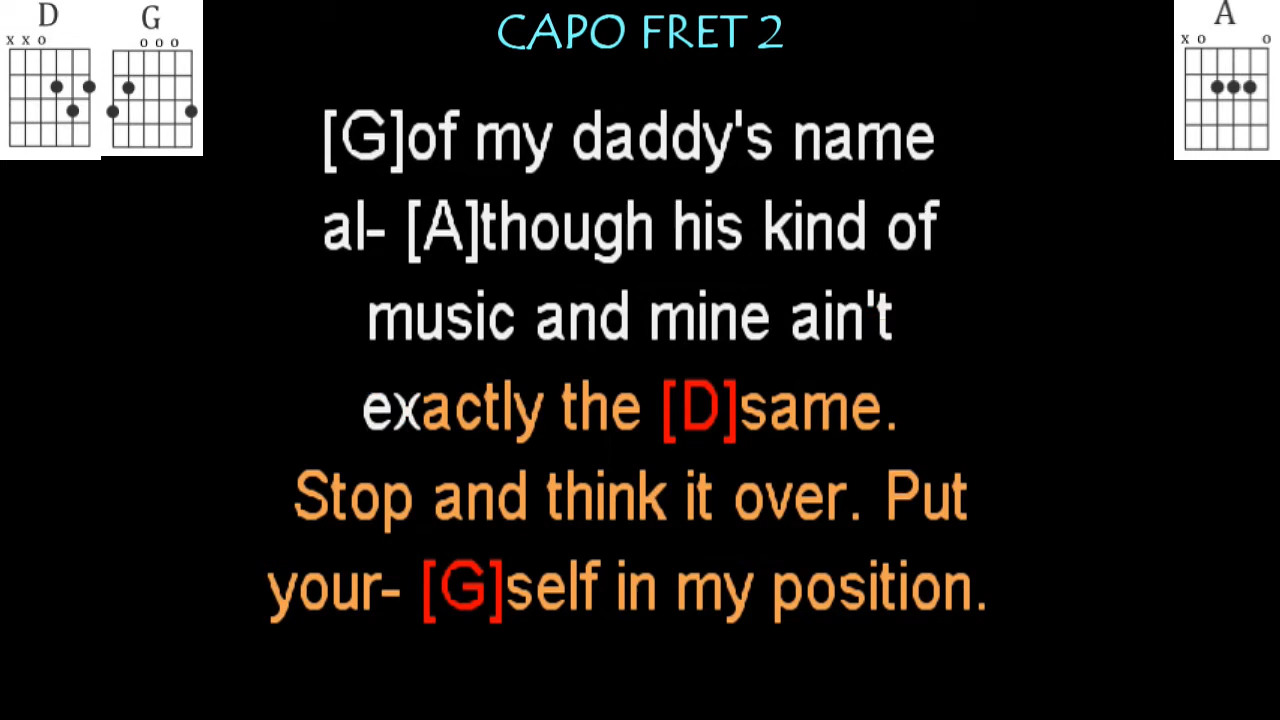 D G CAPO FRET 2 A
x x o o o o x o o
[G]of my daddy's name
al- [A]though his kind of
music and mine ain't
exactly the [D]same.
Stop and think it over. Put
your- [G]self in my position.